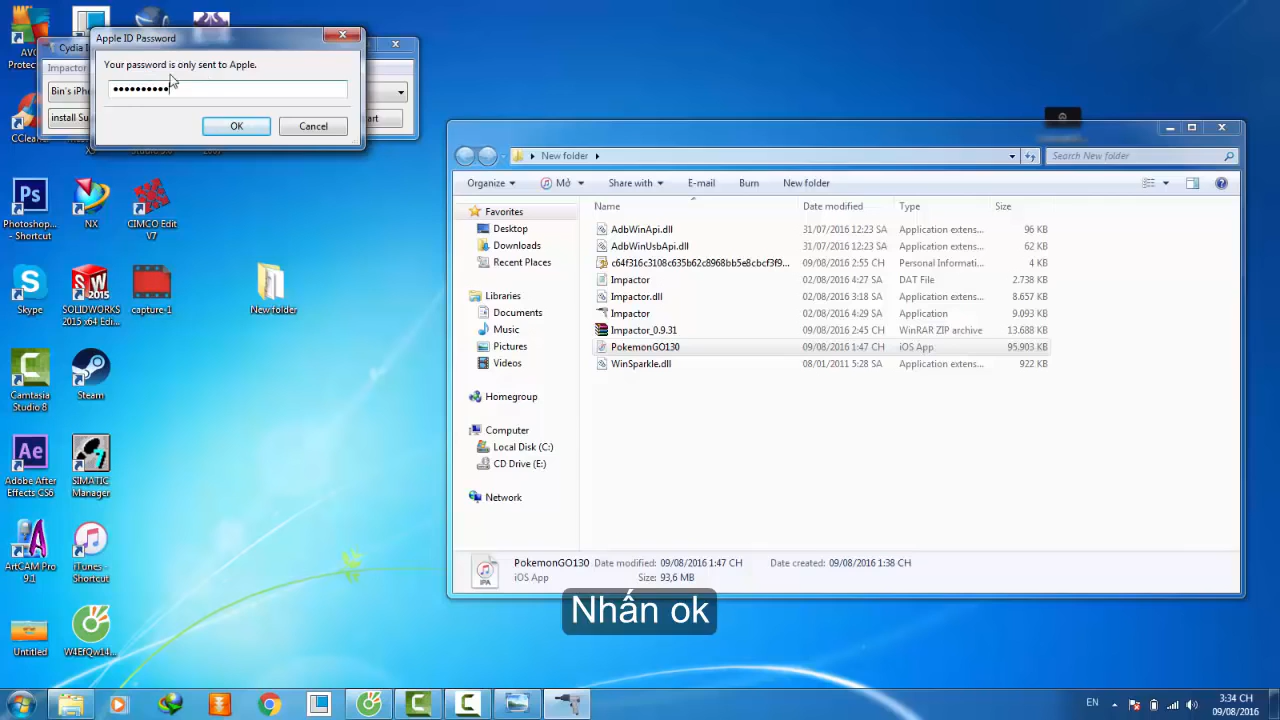 Apple ID Password
Your password is only sent to Apple.
••••••••••
OK
Cancel
Cydia I
Impactor
Bin's iPh
install Su
art
AVG
Protec
CCleaner
Photoshop...
- Shortcut
NX
CIMCO Edit
V7
Skype
SOLIDWORKS
2015 x64 Edi...
capture-1
New folder
Camtasia
Studio 8
Steam
Adobe After
Effects CS6
SIMATIC
Manager
ArtCAM Pro
9.1
iTunes -
Shortcut
Untitled
W4EfQw14...
New folder
Search New folder
Organize
Mở
Share with
E-mail
Burn
New folder
Favorites
Desktop
Downloads
Recent Places
Libraries
Documents
Music
Pictures
Videos
Homegroup
Computer
Local Disk (C:)
CD Drive (E:)
Network
Name Date modified Type Size
AdbWinApi.dll 31/07/2016 12:23 SA Application extens... 96 KB
AdbWinUsbApi.dll 31/07/2016 12:23 SA Application extens... 62 KB
c64f316c3108c635b62c8968bb5e8cbcf3f9... 09/08/2016 2:55 CH Personal Informati... 4 KB
Impactor 02/08/2016 4:29 SA DAT File 2.738 KB
Impactor.dll 02/08/2016 3:18 SA Application extens... 8.657 KB
Impactor 02/08/2016 4:29 SA Application 9.093 KB
Impactor_0.9.31 09/08/2016 2:45 CH WinRAR ZIP archive 13.688 KB
PokemonGO130 09/08/2016 1:47 CH iOS App 95.903 KB
WinSparkle.dll 08/01/2011 5:28 SA Application extens... 922 KB
PokemonGO130 Date modified: 09/08/2016 1:47 CH Date created: 09/08/2016 1:38 CH
iOS App Size: 93,6 MB
IPA
Nhấn ok
EN
3:34 CH
09/08/2016